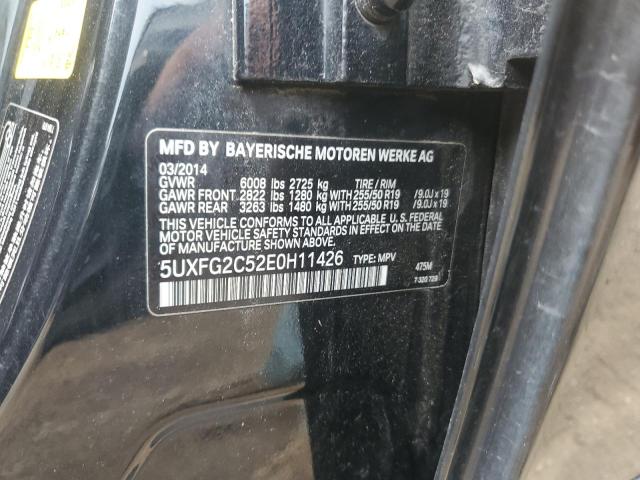 MFD BY BAYERISCHE MOTOREN WERKE AG
03/2014
GVWR 6008 lbs 2725 kg TIRE / RIM
GAWR FRONT 2822 lbs 1280 kg WITH 255/50 R19 /9.0J x 19
GAWR REAR 3263 lbs 1480 kg WITH 255/50 R19 /9.0J x 19
THIS VEHICLE CONFORMS TO ALL APPLICABLE U.S. FEDERAL
MOTOR VEHICLE SAFETY STANDARDS IN EFFECT ON THE
DATE OF MANUFACTURE SHOWN ABOVE.
5UXFG2C52E0H11426 TYPE: MPV 475M
7 320 729